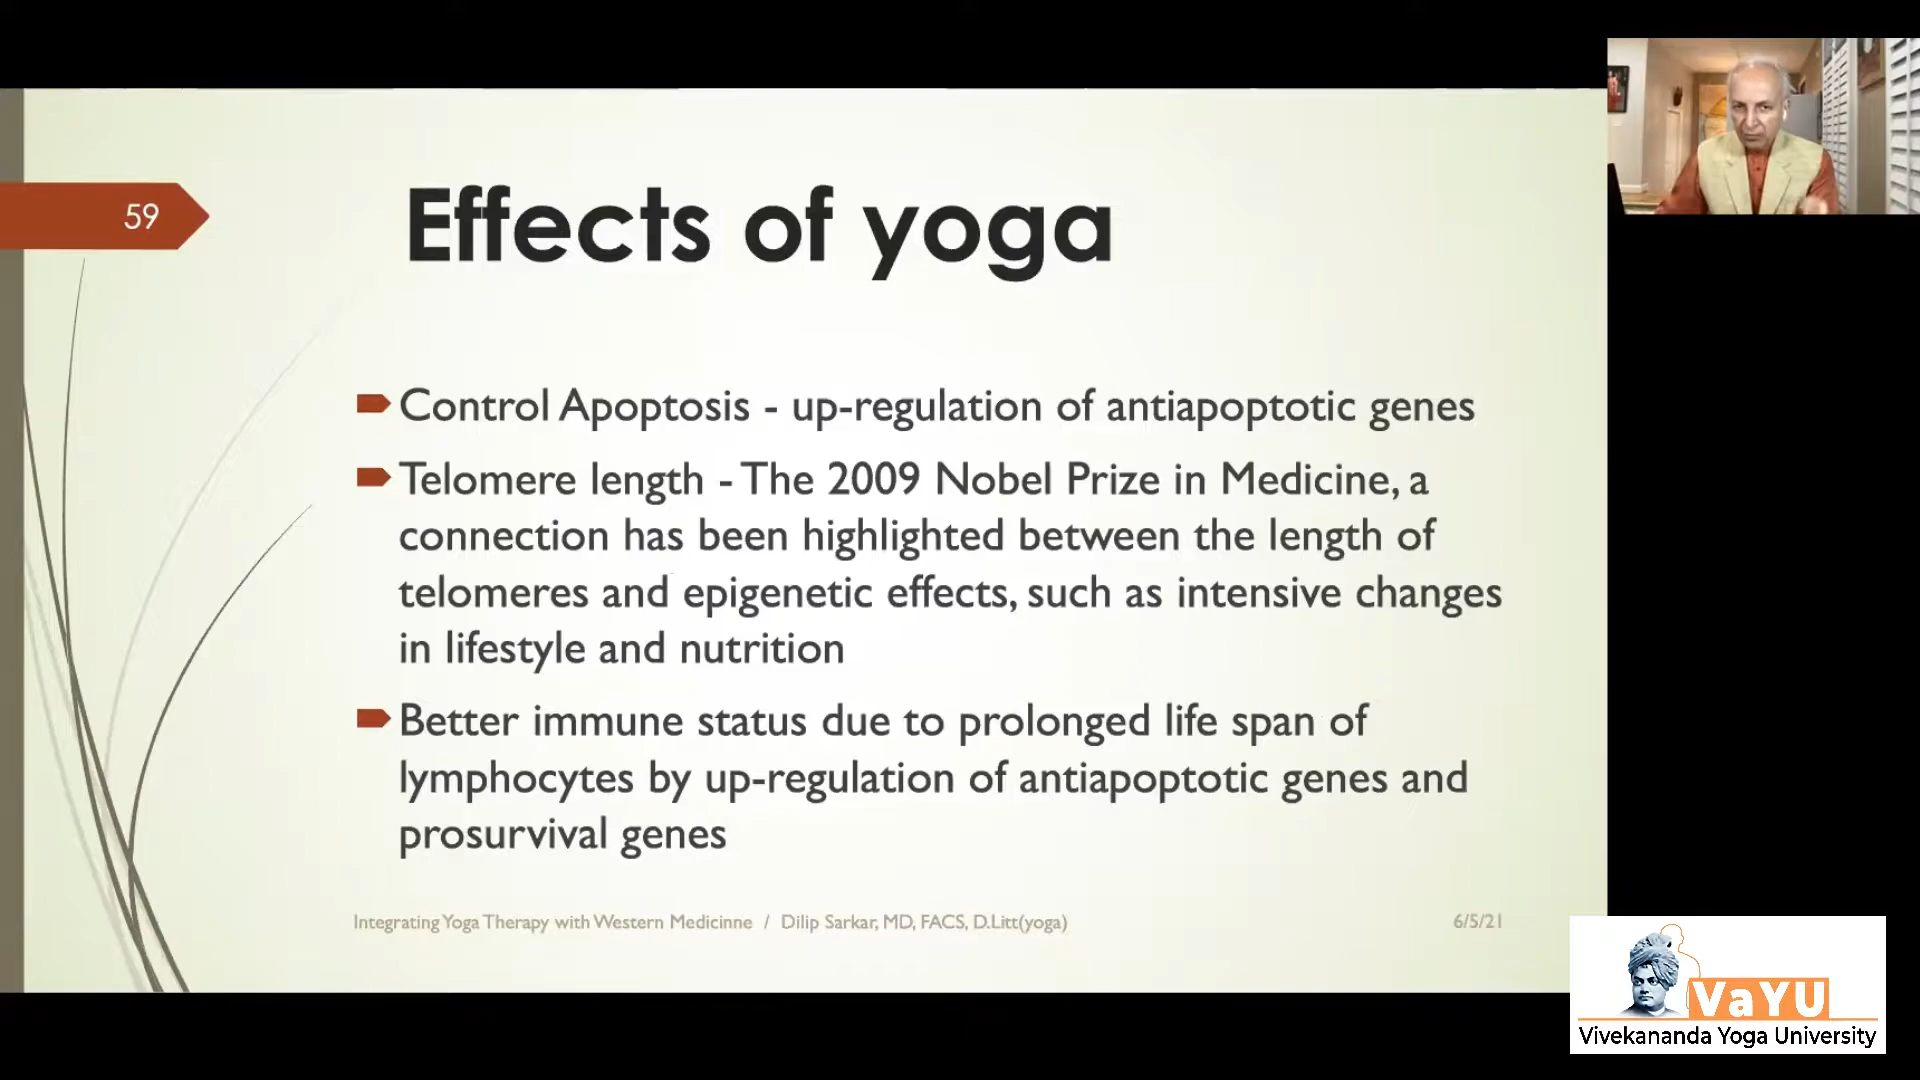 59
Effects of yoga
Control Apoptosis - up-regulation of antiapoptotic genes
Telomere length - The 2009 Nobel Prize in Medicine, a
connection has been highlighted between the length of
telomeres and epigenetic effects, such as intensive changes
in lifestyle and nutrition
Better immune status due to prolonged life span of
lymphocytes by up-regulation of antiapoptotic genes and
prosurvival genes
Integrating Yoga Therapy with Western Medicinne / Dilip Sarkar, MD, FACS, D.Litt(yoga)
6/5/21
VaYU
Vivekananda Yoga University